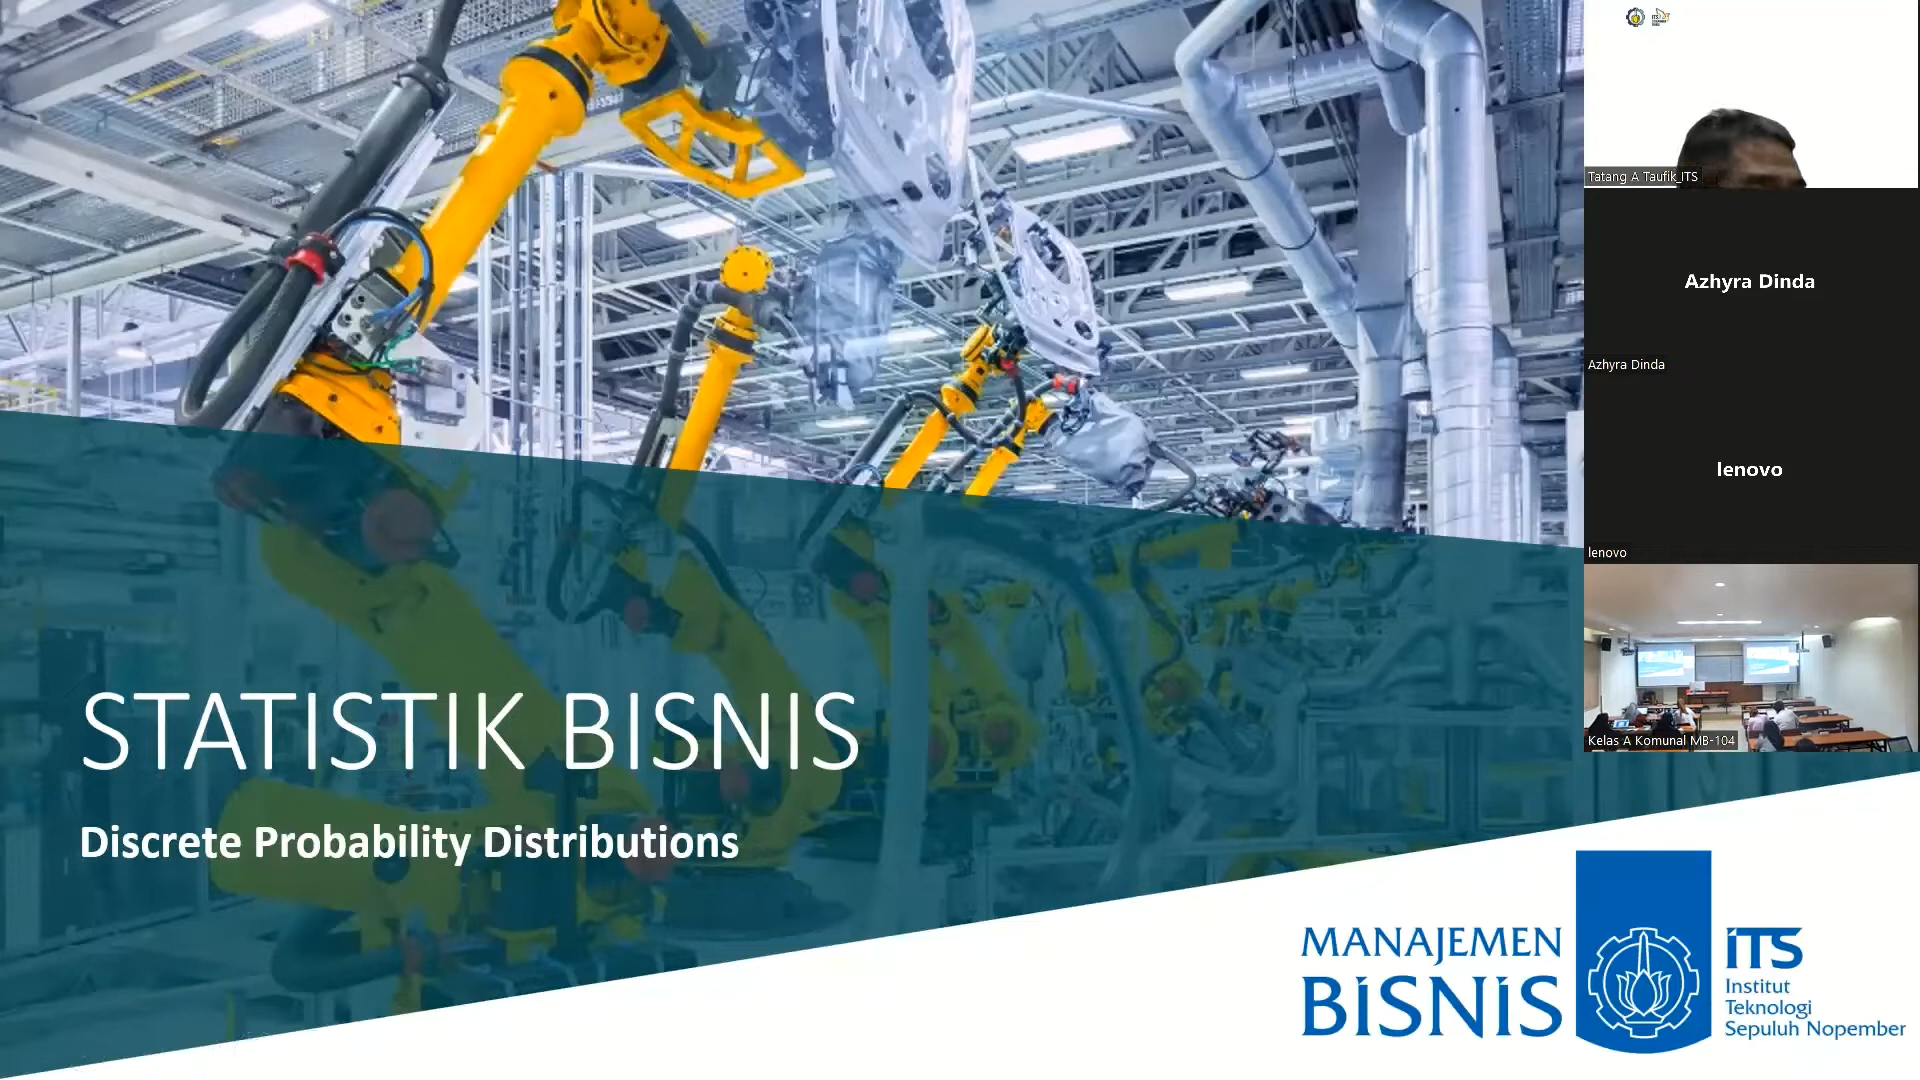 STATISTIK BISNIS
Discrete Probability Distributions
MANAJEMEN
BISNIS
ITS
Institut
Teknologi
Sepuluh Nopember
Tatang A Taufik_ITS
Azhyra Dinda
Azhyra Dinda
lenovo
lenovo
Kelas A Komunal MB-104